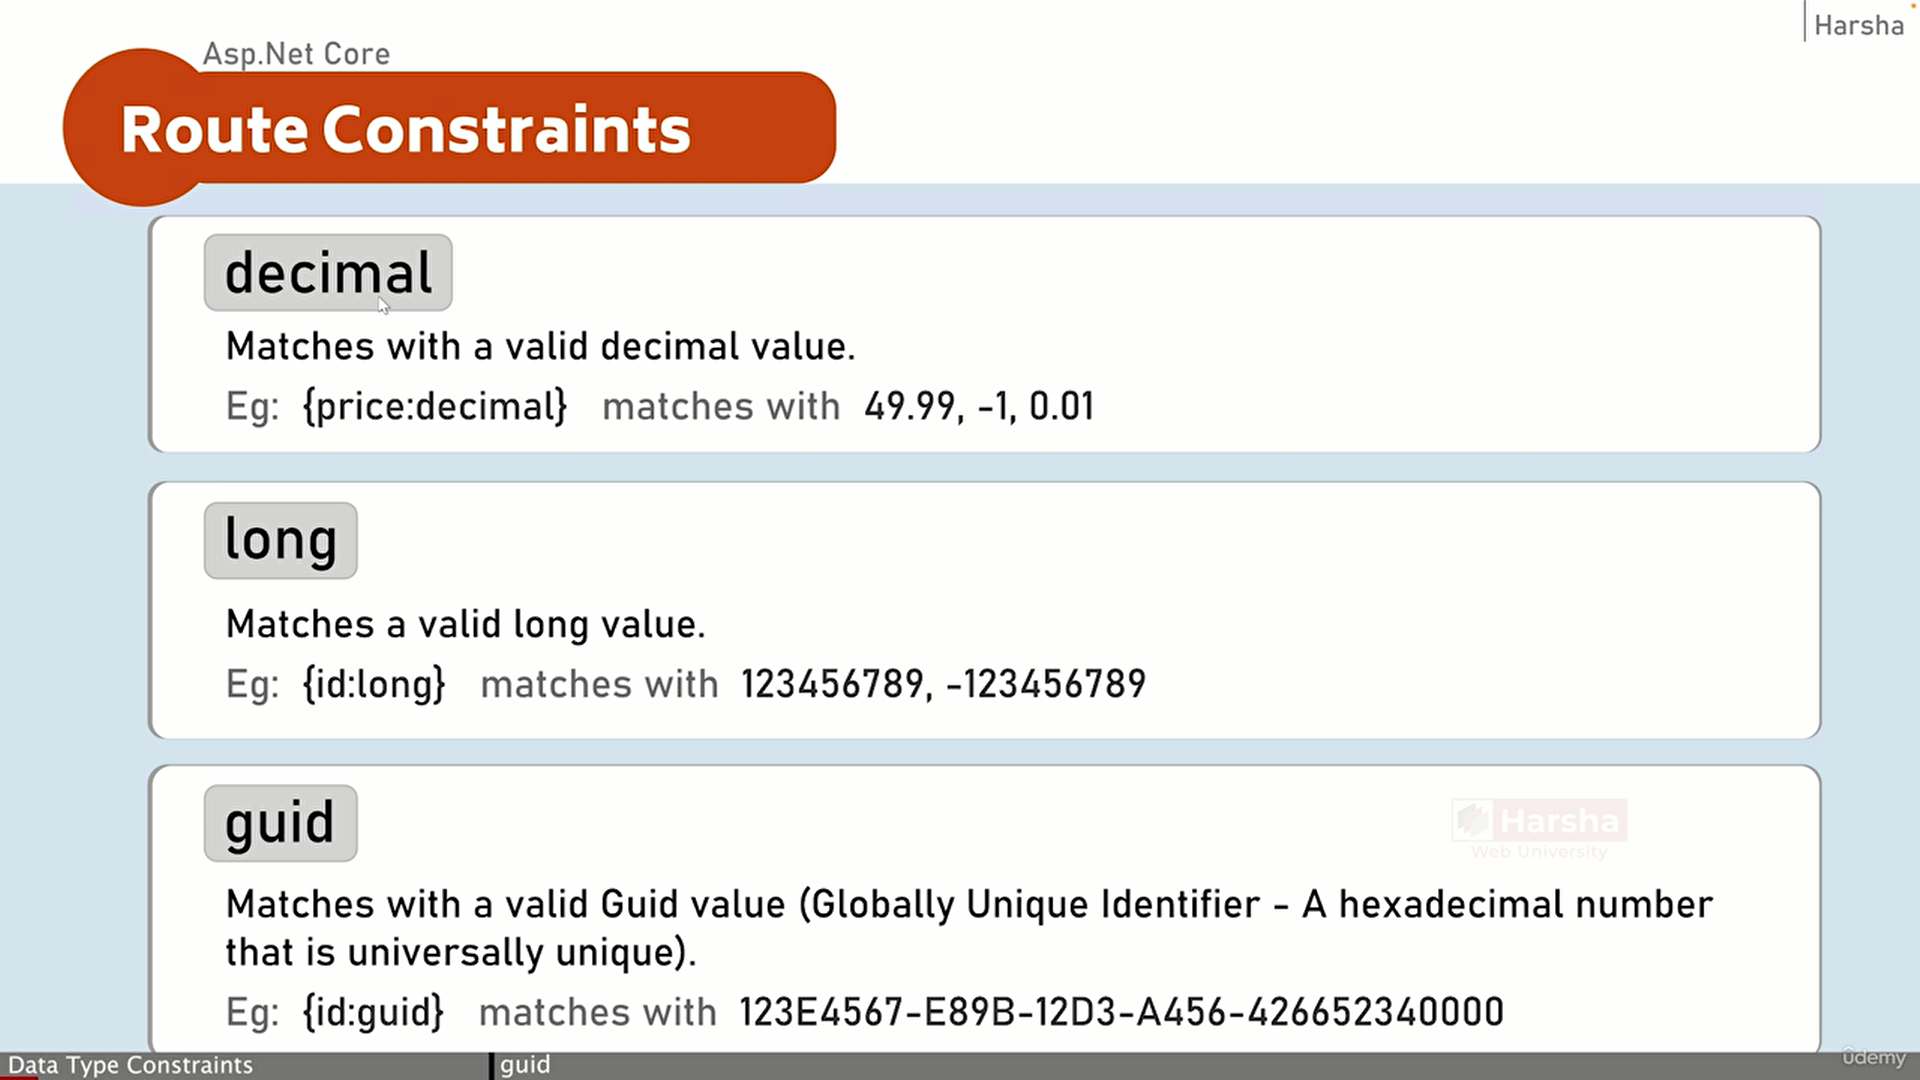 Asp.Net Core
Harsha
Route Constraints
decimal
Matches with a valid decimal value.
Eg: {price:decimal} matches with 49.99, -1, 0.01
long
Matches a valid long value.
Eg: {id:long} matches with 123456789, -123456789
guid
Harsha
Web University
Matches with a valid Guid value (Globally Unique Identifier - A hexadecimal number
that is universally unique).
Eg: {id:guid} matches with 123E4567-E89B-12D3-A456-426652340000
Data Type Constraints
guid
ûdemy